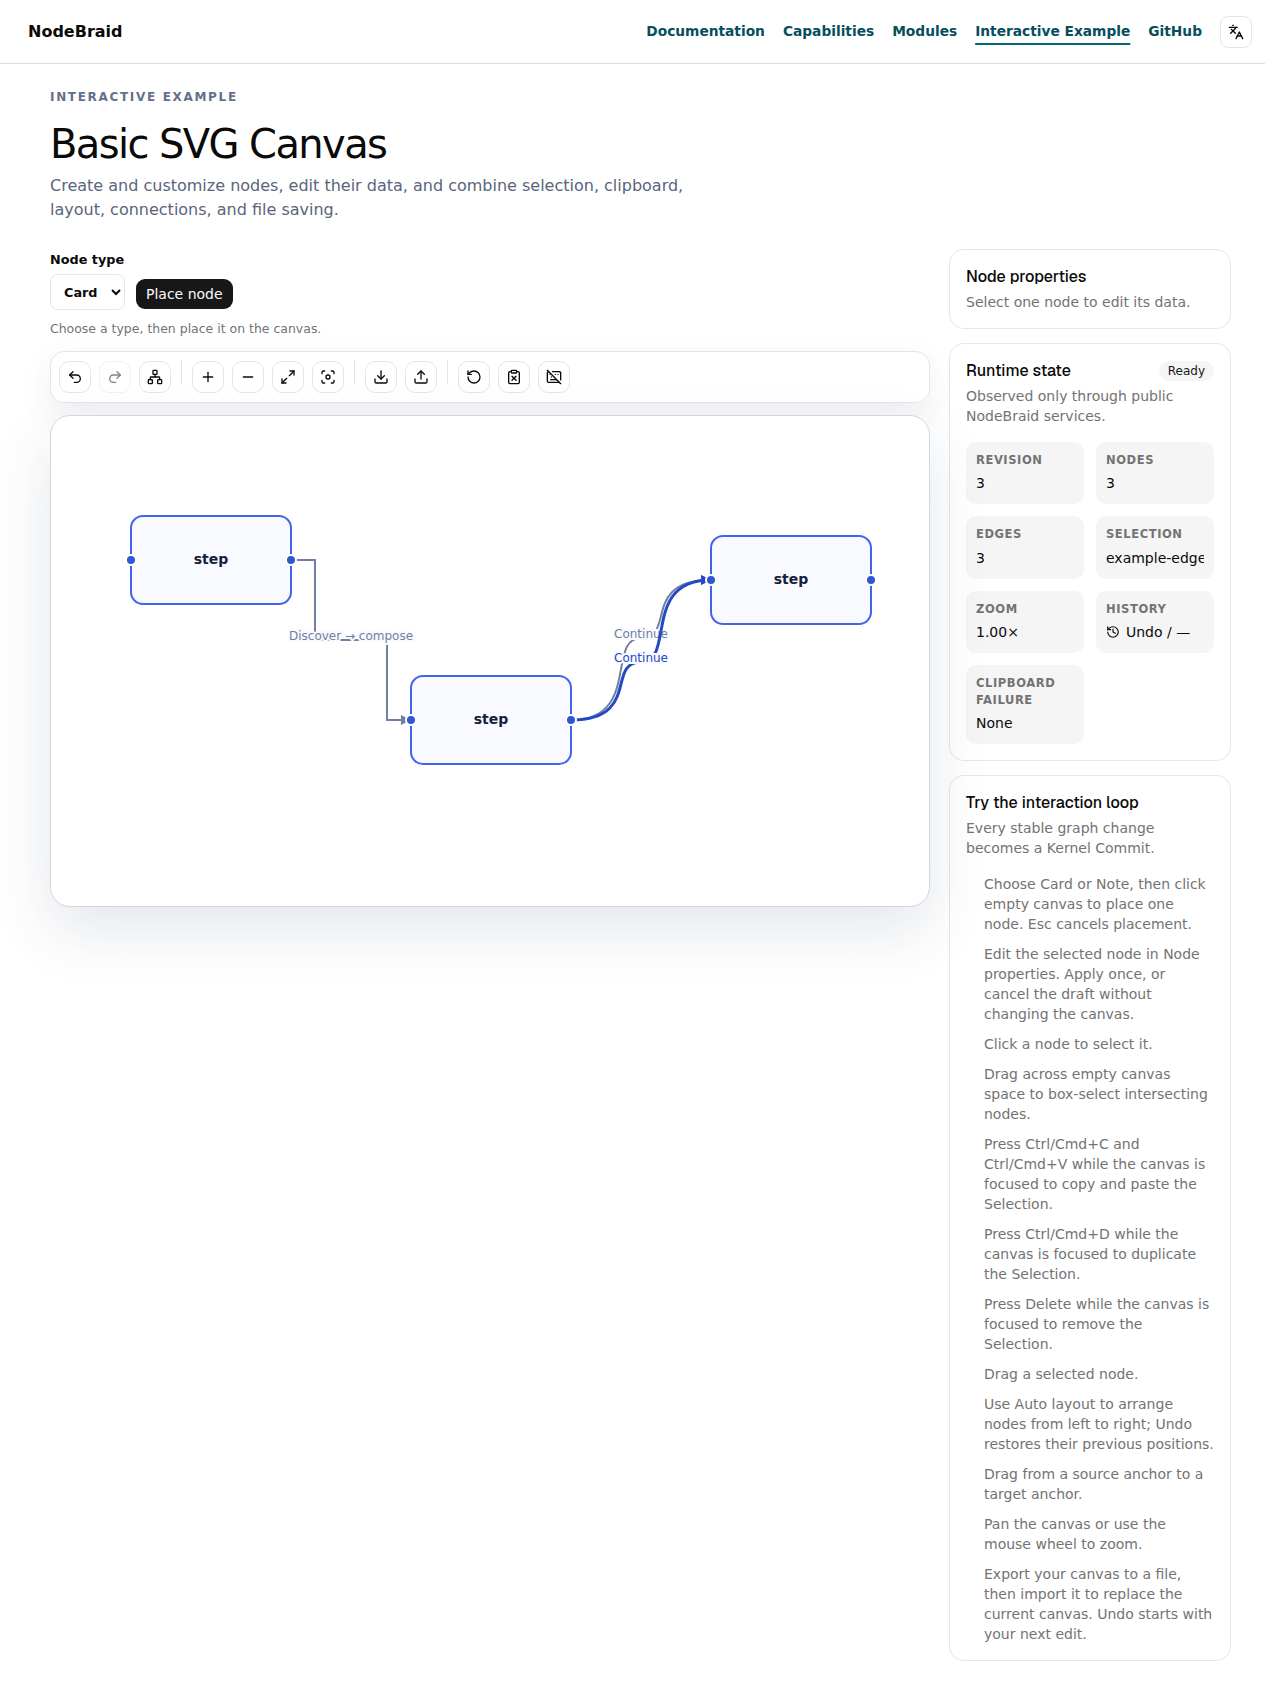 NodeBraid
Documentation
Capabilities
Modules
Interactive Example
GitHub
INTERACTIVE EXAMPLE
Basic SVG Canvas
Create and customize nodes, edit their data, and combine selection, clipboard,
layout, connections, and file saving.
Node type
Card
Place node
Choose a type, then place it on the canvas.
step
step
step
Discover → compose
Continue
Continue
Node properties
Select one node to edit its data.
Runtime state
Ready
Observed only through public
NodeBraid services.
REVISION
3
NODES
3
EDGES
3
SELECTION
example-edge
ZOOM
1.00×
HISTORY
Undo / —
CLIPBOARD
FAILURE
None
Try the interaction loop
Every stable graph change
becomes a Kernel Commit.
Choose Card or Note, then click
empty canvas to place one
node. Esc cancels placement.
Edit the selected node in Node
properties. Apply once, or
cancel the draft without
changing the canvas.
Click a node to select it.
Drag across empty canvas
space to box-select intersecting
nodes.
Press Ctrl/Cmd+C and
Ctrl/Cmd+V while the canvas is
focused to copy and paste the
Selection.
Press Ctrl/Cmd+D while the
canvas is focused to duplicate
the Selection.
Press Delete while the canvas is
focused to remove the
Selection.
Drag a selected node.
Use Auto layout to arrange
nodes from left to right; Undo
restores their previous positions.
Drag from a source anchor to a
target anchor.
Pan the canvas or use the
mouse wheel to zoom.
Export your canvas to a file,
then import it to replace the
current canvas. Undo starts with
your next edit.